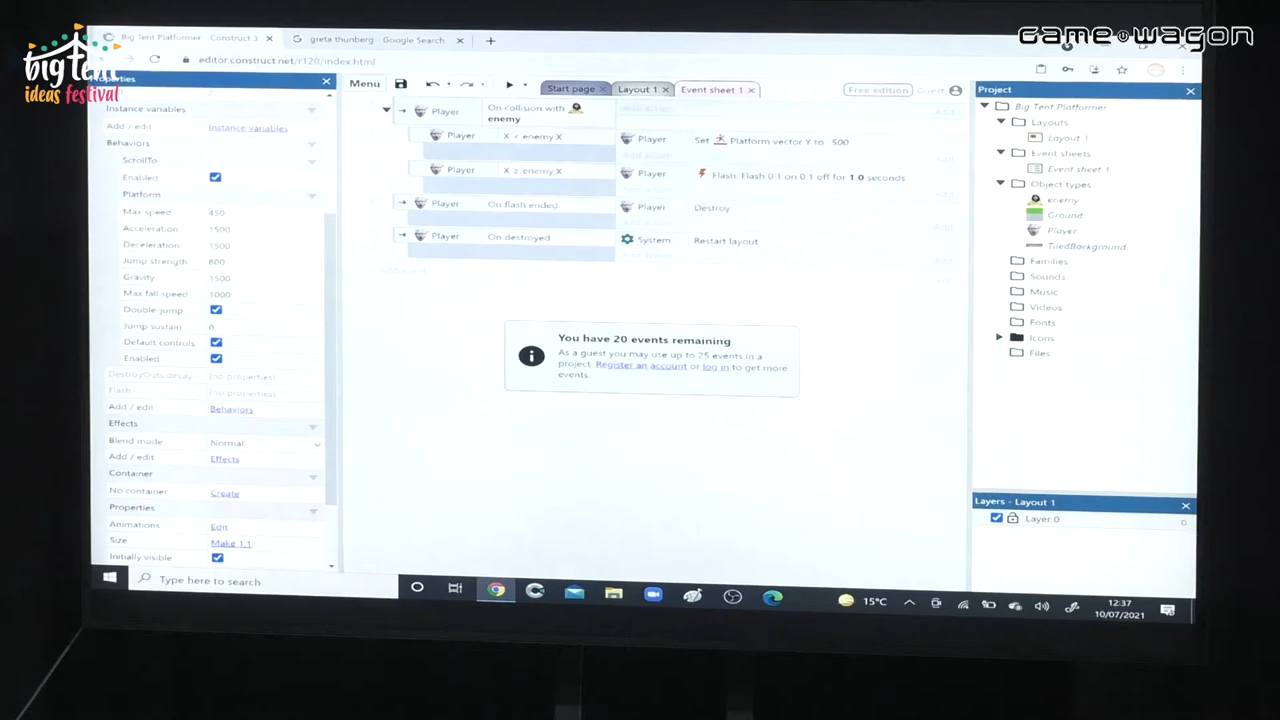 big tent
ideas festival
game wagon
Big Tent Platformer - Construct 3
greta thunberg - Google Search
editor.construct.net/r120/index.html
Properties
Menu
Start page
Layout 1
Event sheet 1
Free edition
Guest
Project
Instance variables
Add / edit Instance variables
Behaviors
ScrollTo
Enabled
Platform
Max speed 450
Acceleration 1500
Deceleration 1500
Jump strength 800
Gravity 1500
Max fall speed 1000
Double-jump
Jump sustain 0
Default controls
Enabled
(no properties)
Flash (no properties)
Add / edit Behaviors
Effects
Blend mode Normal
Add / edit Effects
Container
No container Create
Properties
Animations Edit
Size Make 1:1
Initially visible
Player On collision with
enemy
Add action Add
Player X < enemy.X Player Set Platform vector Y to 500
Add
Player X ≥ enemy.X Player Flash: Flash 0.1 on 0.1 off for 1.0 seconds
Add
Player On flash ended Player Destroy
Add
Player On destroyed System Restart layout
Add
You have 20 events remaining
As a guest you may use up to 25 events in a
project. Register an account or log in to get more
events.
Big Tent Platformer
Layouts
Layout 1
Event sheets
Event sheet 1
Object types
enemy
Ground
Player
TiledBackground
Families
Sounds
Music
Videos
Fonts
Icons
Files
Layers - Layout 1
Layer 0 0
Type here to search
15°C
12:37
10/07/2021